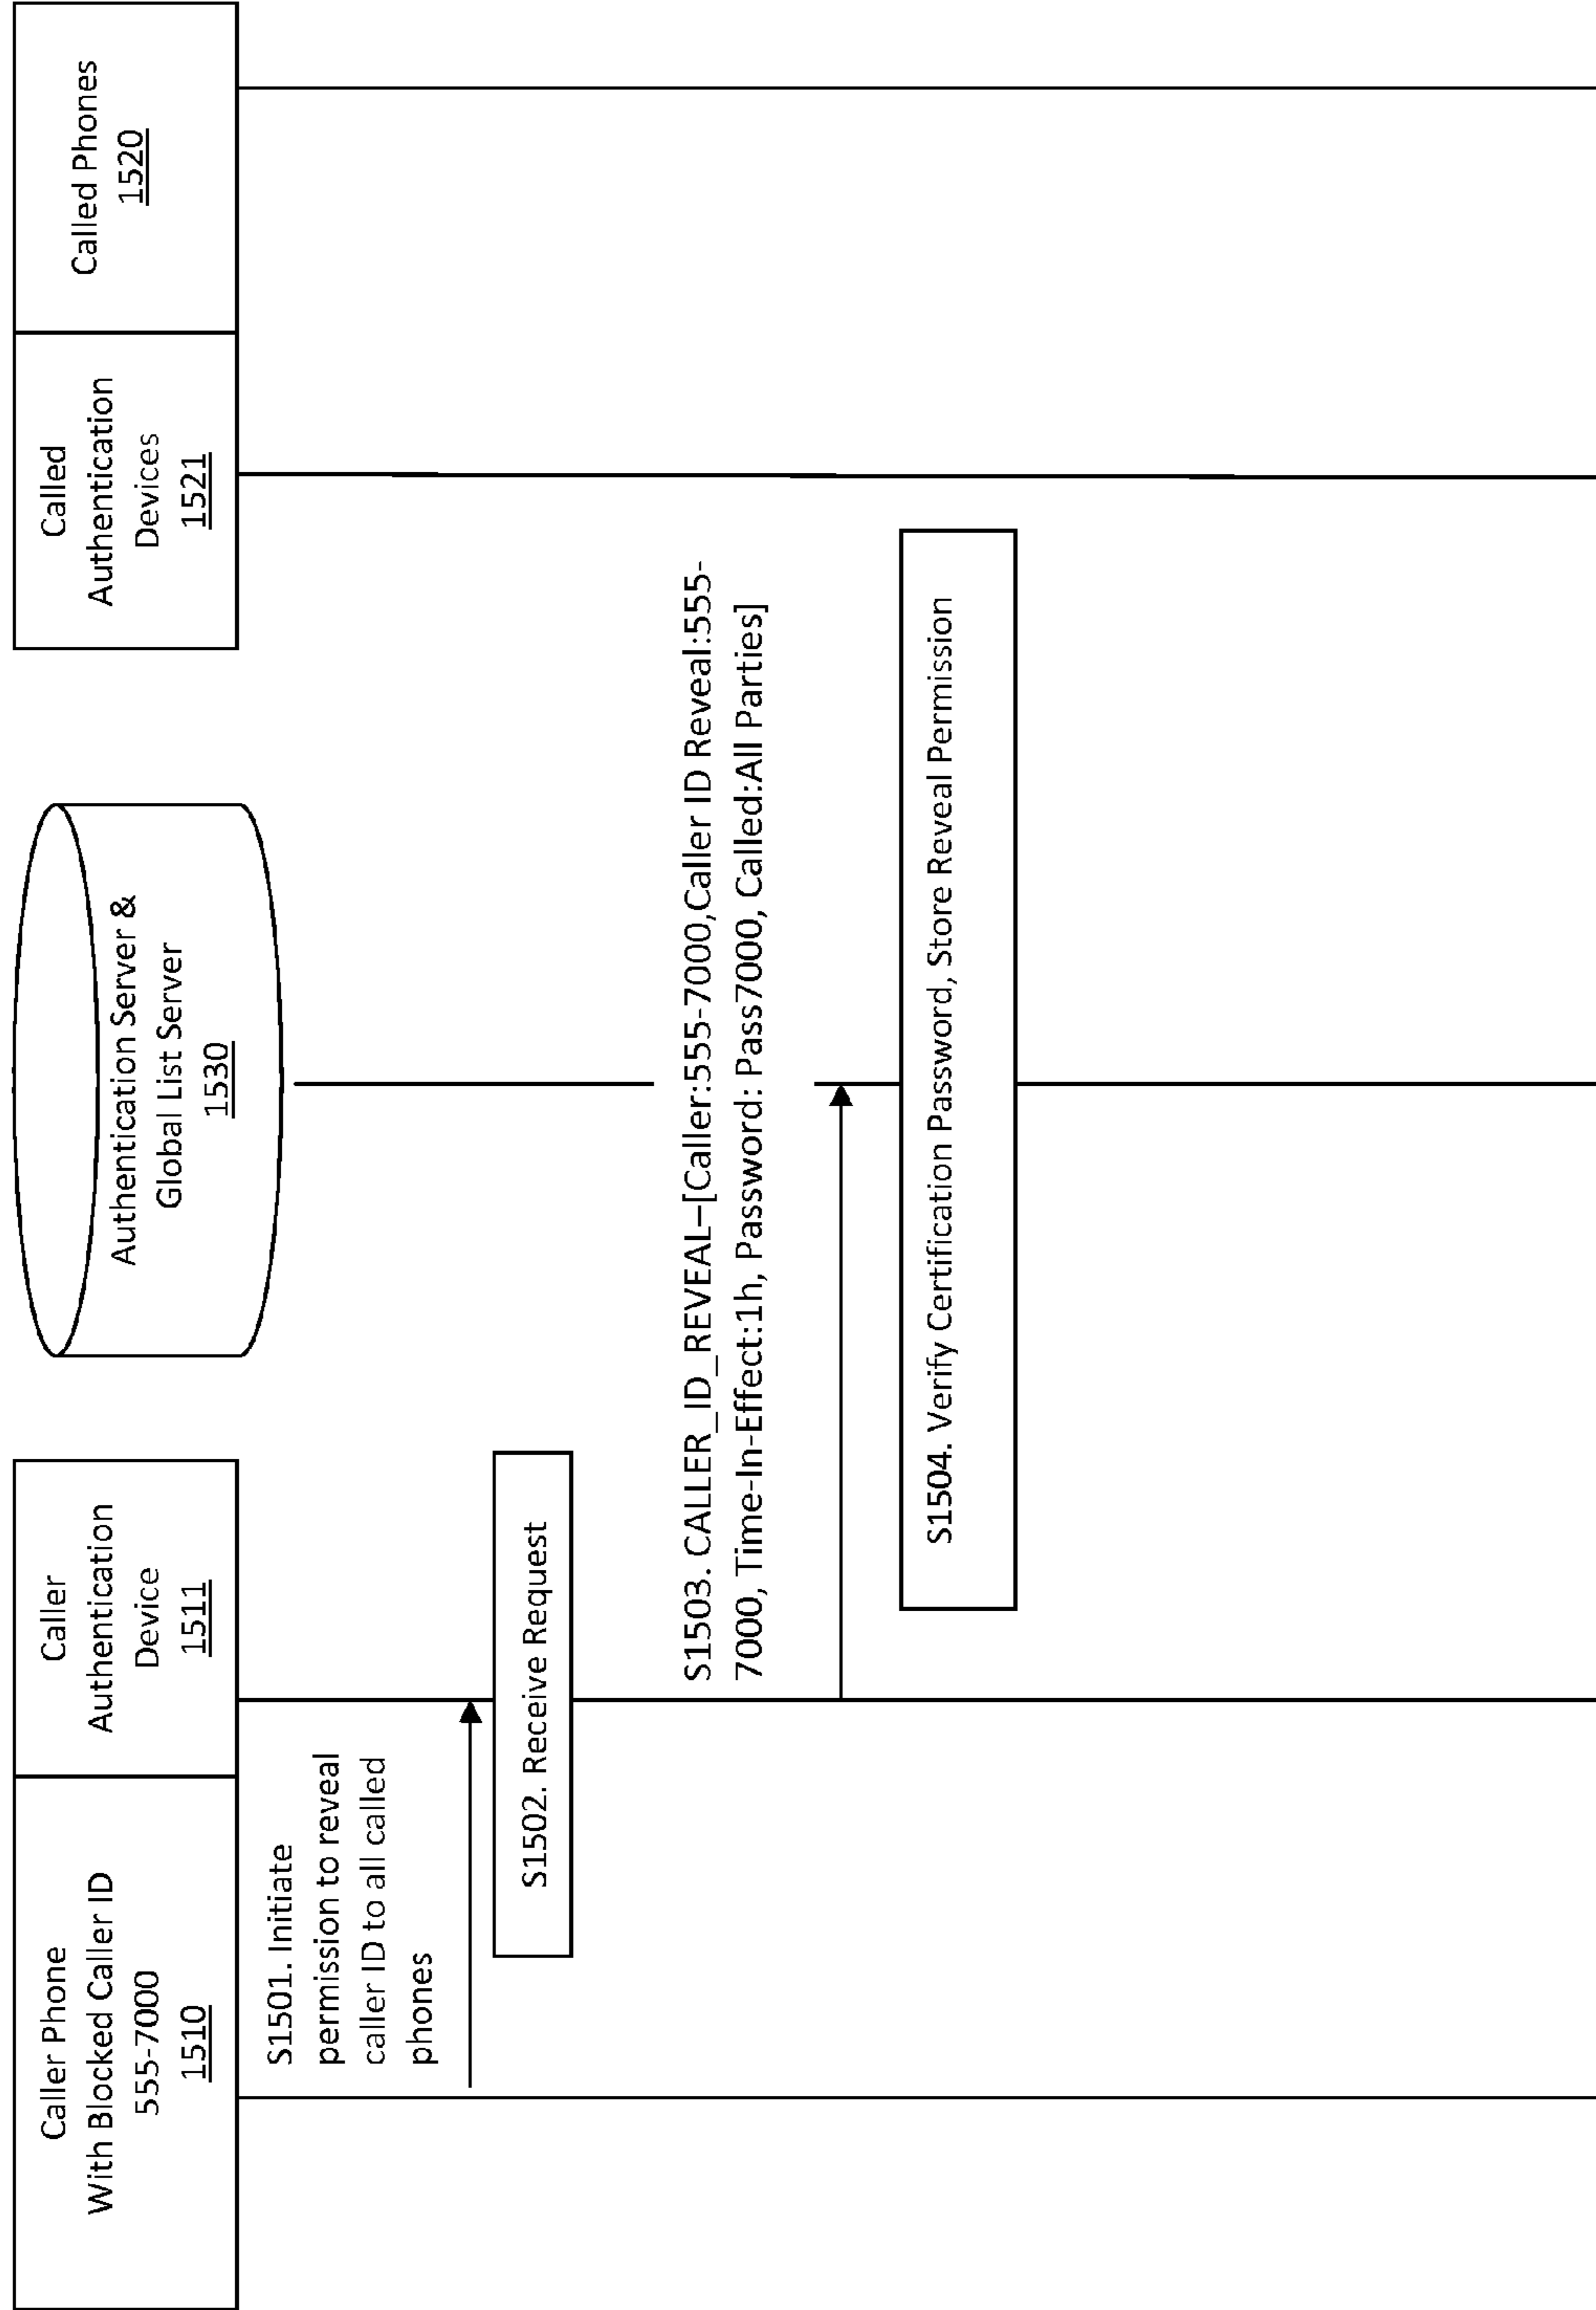 Caller Phone
With Blocked Caller ID
555-7000
1510
Caller
Authentication
Device
1511
Authentication Server &
Global List Server
1530
Called
Authentication
Devices
1521
Called Phones
1520
S1501. Initiate
permission to reveal
caller ID to all called
phones
S1502. Receive Request
S1503. CALLER_ID_REVEAL–[Caller:555-7000,Caller ID Reveal:555-
7000, Time-In-Effect:1h, Password: Pass7000, Called:All Parties]
S1504. Verify Certification Password, Store Reveal Permission